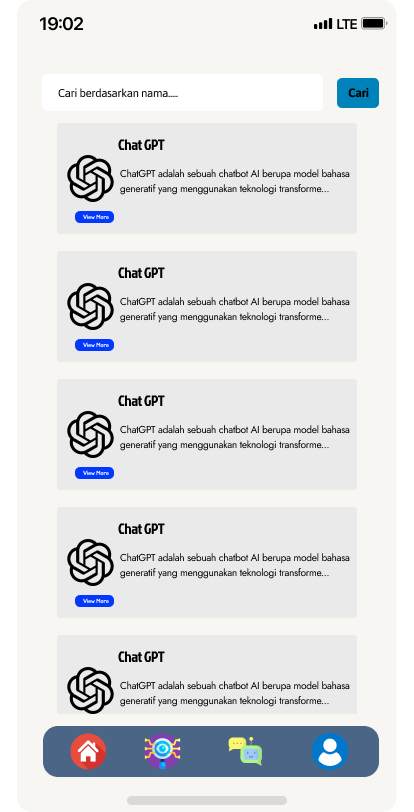 19:02
LTE
Cari berdasarkan nama.....
Cari
Chat GPT
ChatGPT adalah sebuah chatbot AI berupa model bahasa
generatif yang menggunakan teknologi transforme...
View More
Chat GPT
ChatGPT adalah sebuah chatbot AI berupa model bahasa
generatif yang menggunakan teknologi transforme...
View More
Chat GPT
ChatGPT adalah sebuah chatbot AI berupa model bahasa
generatif yang menggunakan teknologi transforme...
View More
Chat GPT
ChatGPT adalah sebuah chatbot AI berupa model bahasa
generatif yang menggunakan teknologi transforme...
View More
Chat GPT
ChatGPT adalah sebuah chatbot AI berupa model bahasa
generatif yang menggunakan teknologi transforme...